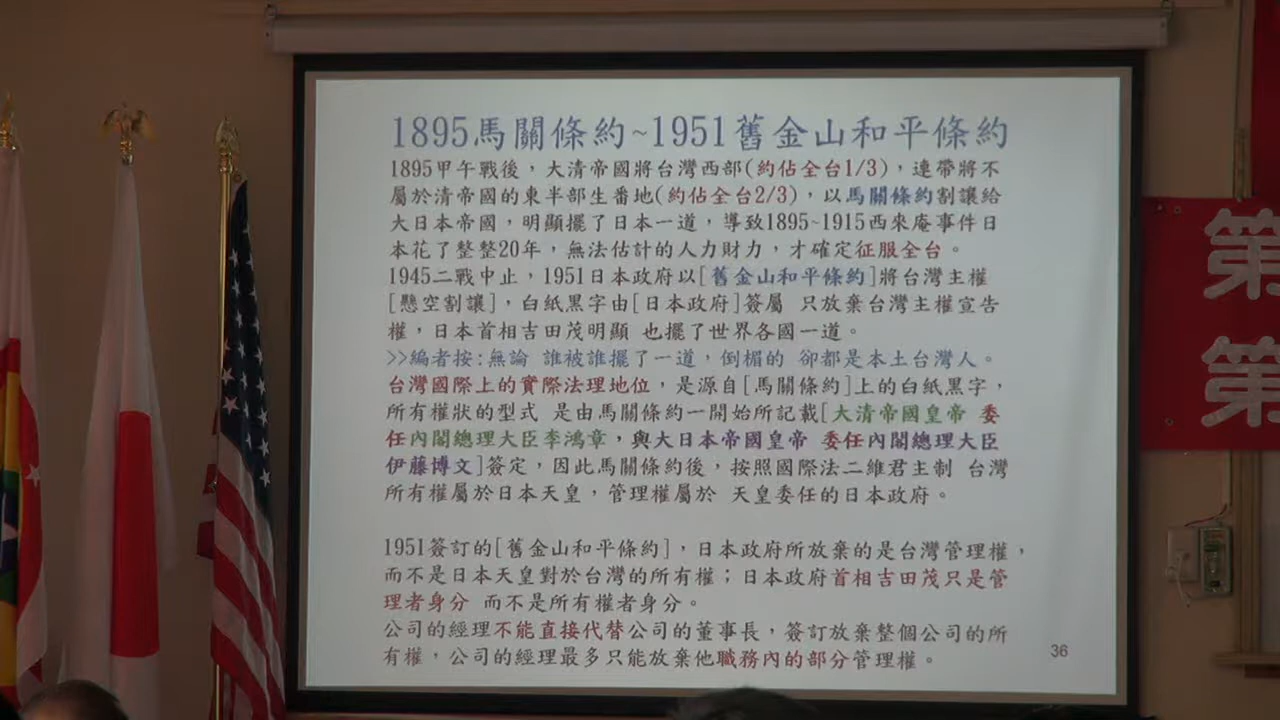 1895馬關條約~1951舊金山和平條約
1895甲午戰後，大清帝國將台灣西部(約佔全台1/3)，連帶將不
屬於清帝國的東半部生番地(約佔全台2/3)，以馬關條約割讓給
大日本帝國，明顯擺了日本一道，導致1895~1915西來庵事件日
本花了整整20年，無法估計的人力財力，才確定征服全台。
1945二戰中止，1951日本政府以[舊金山和平條約]將台灣主權
[懸空割讓]，白紙黑字由[日本政府]簽屬 只放棄台灣主權宣告
權，日本首相吉田茂明顯 也擺了世界各國一道。
>>編者按:無論 誰被誰擺了一道，倒楣的 卻都是本土台灣人。
台灣國際上的實際法理地位，是源自[馬關條約]上的白紙黑字，
所有權狀的型式 是由馬關條約一開始所記載[大清帝國皇帝 委
任內閣總理大臣李鴻章，與大日本帝國皇帝 委任內閣總理大臣
伊藤博文]簽定，因此馬關條約後，按照國際法二維君主制 台灣
所有權屬於日本天皇，管理權屬於 天皇委任的日本政府。
1951簽訂的[舊金山和平條約]，日本政府所放棄的是台灣管理權，
而不是日本天皇對於台灣的所有權；日本政府首相吉田茂只是管
理者身分 而不是所有權者身分。
公司的經理不能直接代替公司的董事長，簽訂放棄整個公司的所
有權，公司的經理最多只能放棄他職務內的部分管理權。
36
第
第